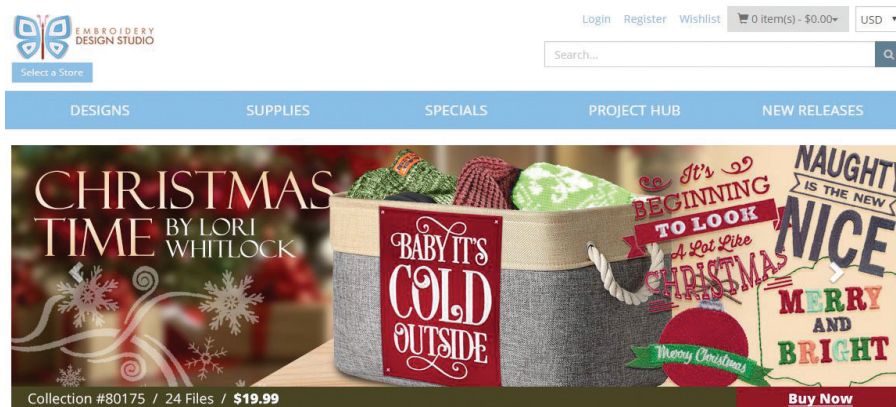 Login Register Wishlist 0 item(s) - $0.00 USD
EMBROIDERY
DESIGN STUDIO
Search...
Select a Store
DESIGNS SUPPLIES SPECIALS PROJECT HUB NEW RELEASES
CHRISTMAS
TIME BY LORI
WHITLOCK
BABY IT'S
COLD
OUTSIDE
It's
BEGINNING
TO LOOK
A Lot Like
CHRISTMAS
Merry Christmas
NAUGHTY
IS THE NEW
NICE
MERRY
AND
BRIGHT
Collection #80175 / 24 Files / $19.99
Buy Now